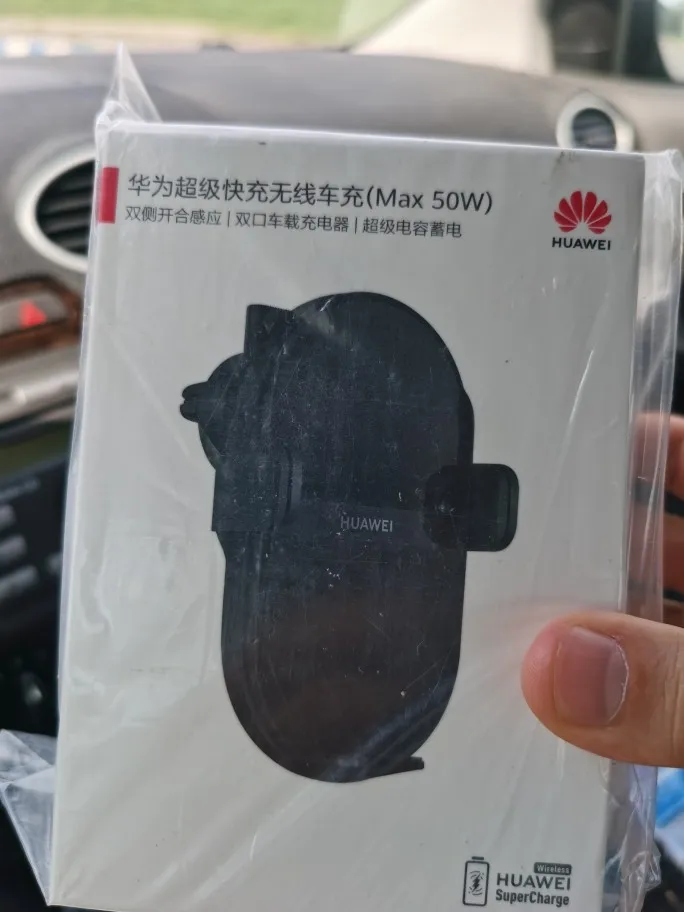 华为超级快充无线车充(Max 50W)
双侧开合感应 | 双口车载充电器 | 超级电容蓄电
HUAWEI
HUAWEI
Wireless
HUAWEI
SuperCharge